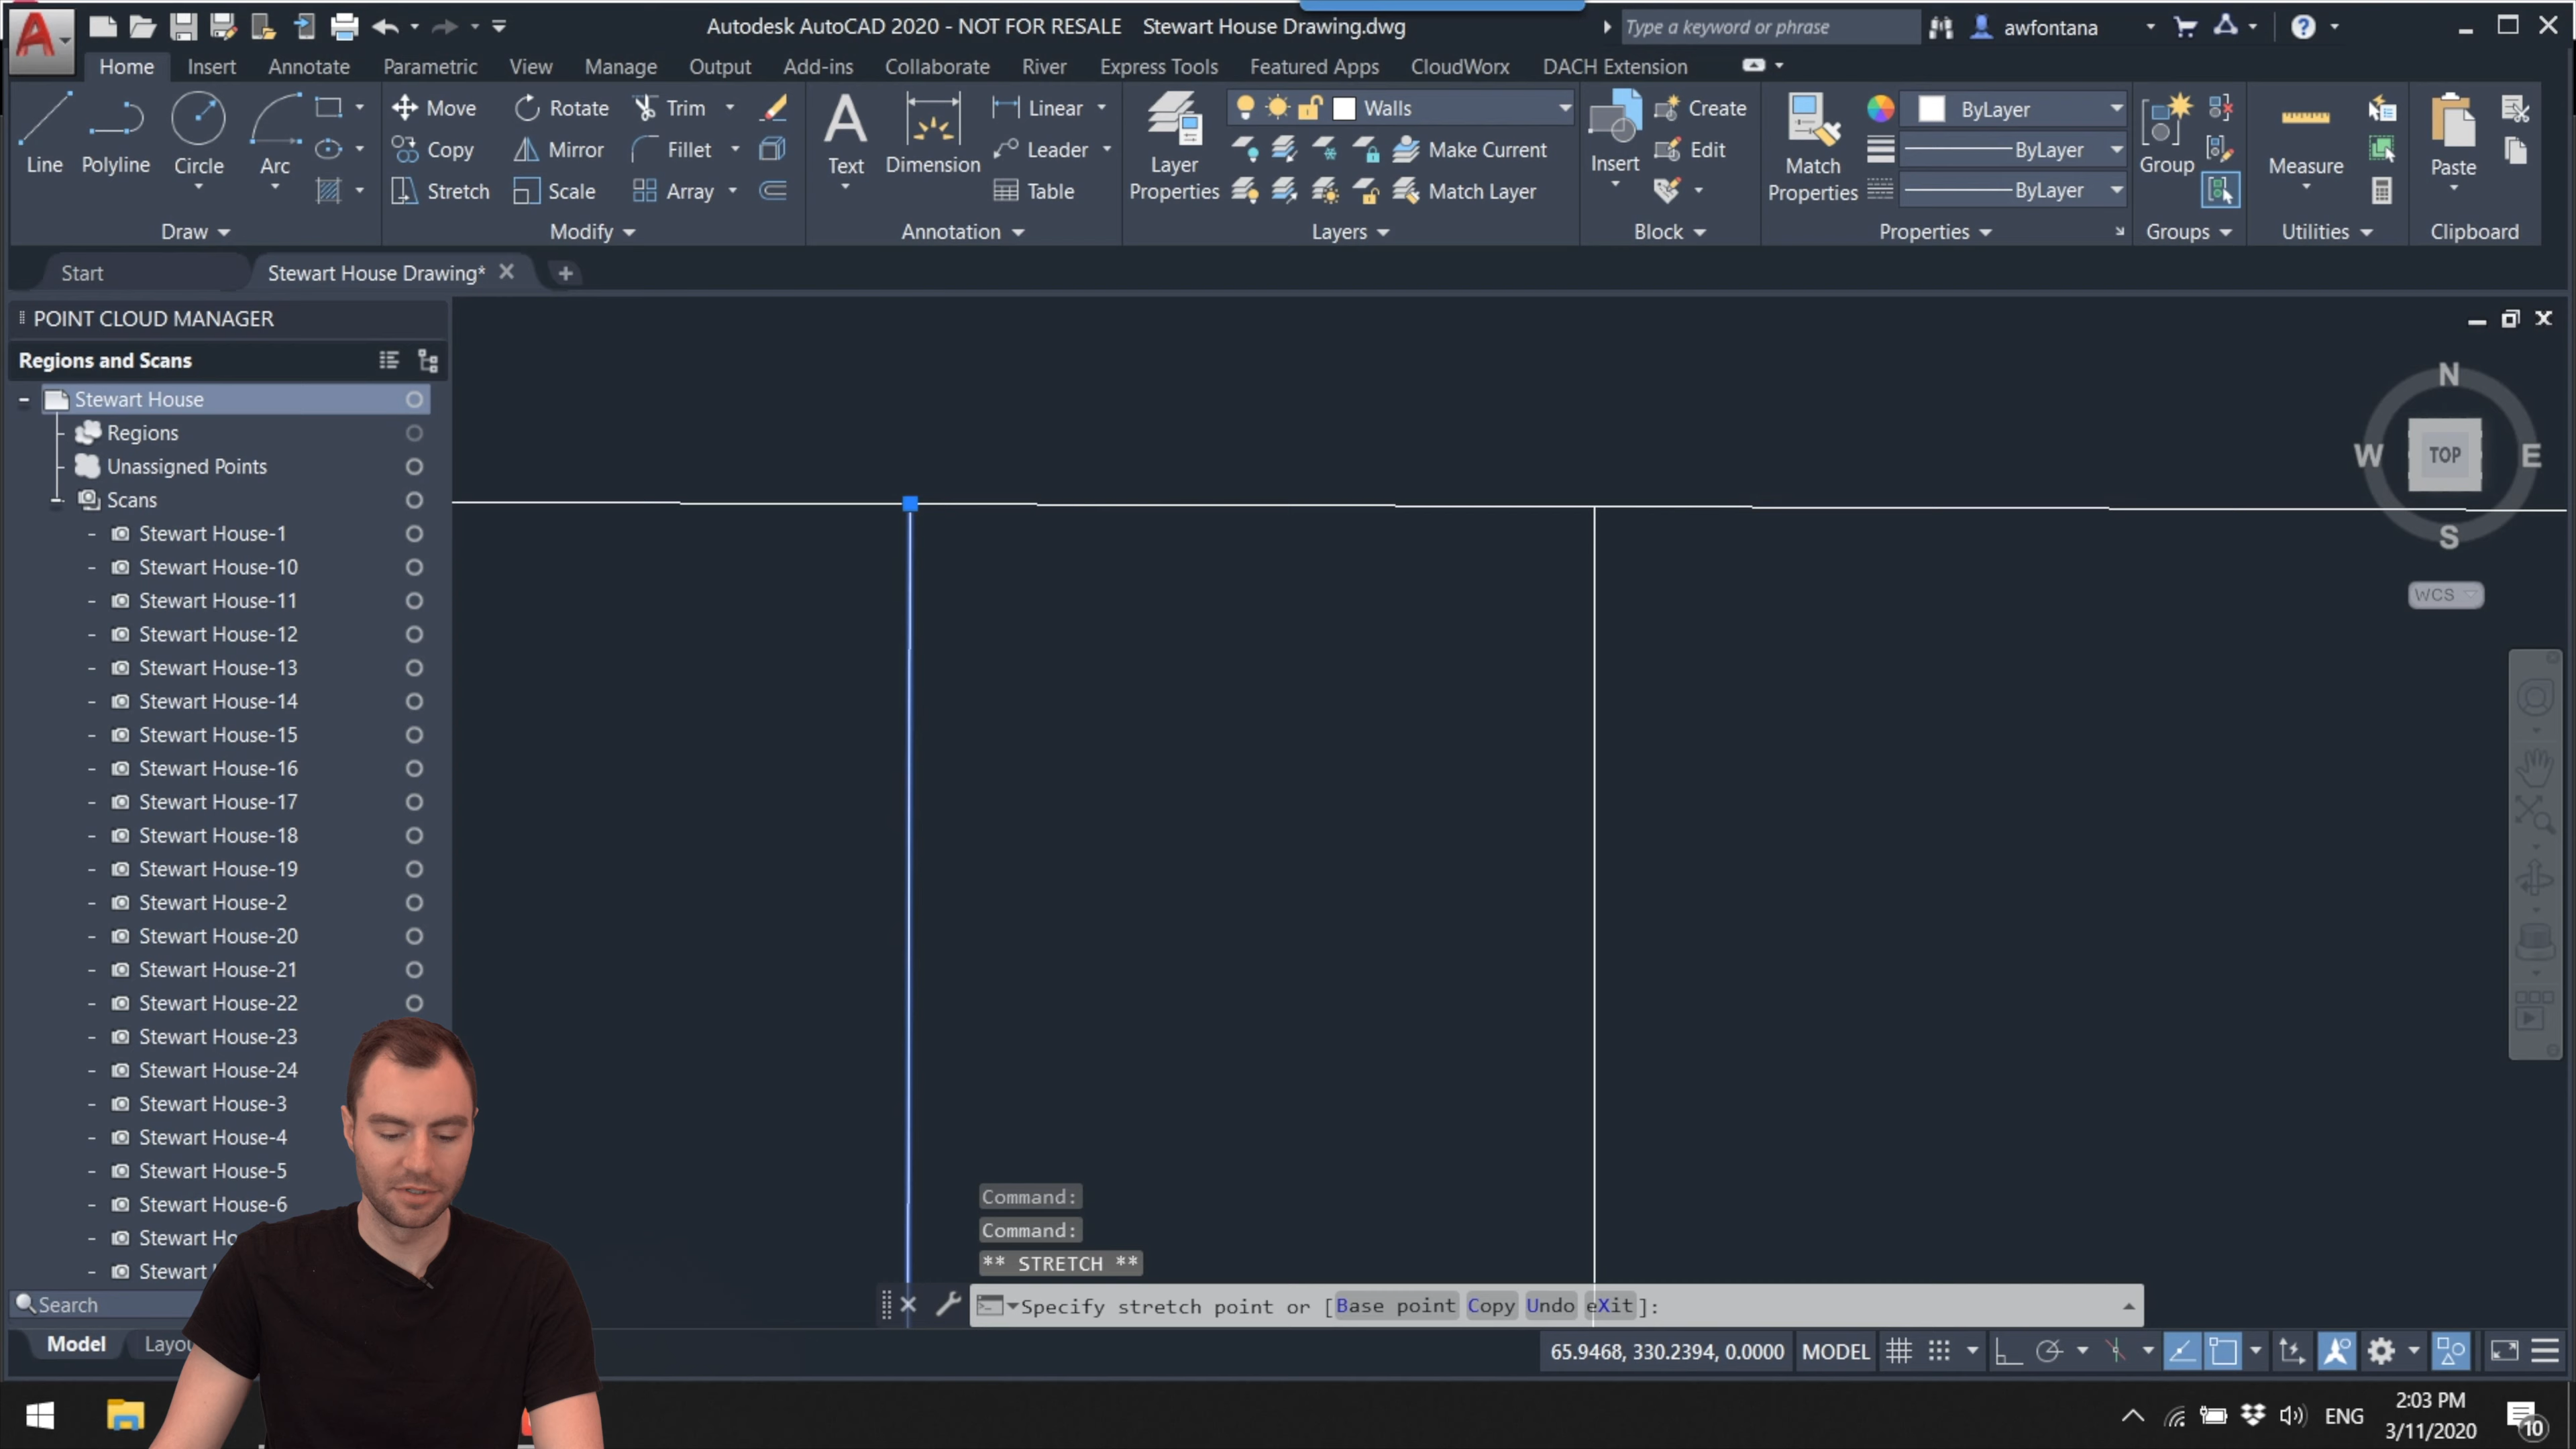 Autodesk AutoCAD 2020 - NOT FOR RESALE Stewart House Drawing.dwg
Type a keyword or phrase
awfontana
Home Insert Annotate Parametric View Manage Output Add-ins Collaborate River Express Tools Featured Apps CloudWorx DACH Extension
Line Polyline Circle Arc
Move Rotate Trim
Copy Mirror Fillet
Stretch Scale Array
Text Dimension
Linear
Leader
Table
Layer Properties
Walls
Make Current
Match Layer
Insert
Create
Edit
Match Properties
ByLayer
ByLayer
ByLayer
Group
Measure
Paste
Draw Modify Annotation Layers Block Properties Groups Utilities Clipboard
Start Stewart House Drawing*
POINT CLOUD MANAGER
Regions and Scans
Stewart House
Regions
Unassigned Points
Scans
Stewart House-1
Stewart House-10
Stewart House-11
Stewart House-12
Stewart House-13
Stewart House-14
Stewart House-15
Stewart House-16
Stewart House-17
Stewart House-18
Stewart House-19
Stewart House-2
Stewart House-20
Stewart House-21
Stewart House-22
Stewart House-23
Stewart House-24
Stewart House-3
Stewart House-4
Stewart House-5
Stewart House-6
Stewart
Stewart
Search
N
W TOP E
S
WCS
Command:
Command:
** STRETCH **
Specify stretch point or [Base point Copy Undo eXit]:
Model
65.9468, 330.2394, 0.0000 MODEL
ENG
2:03 PM
3/11/2020
10